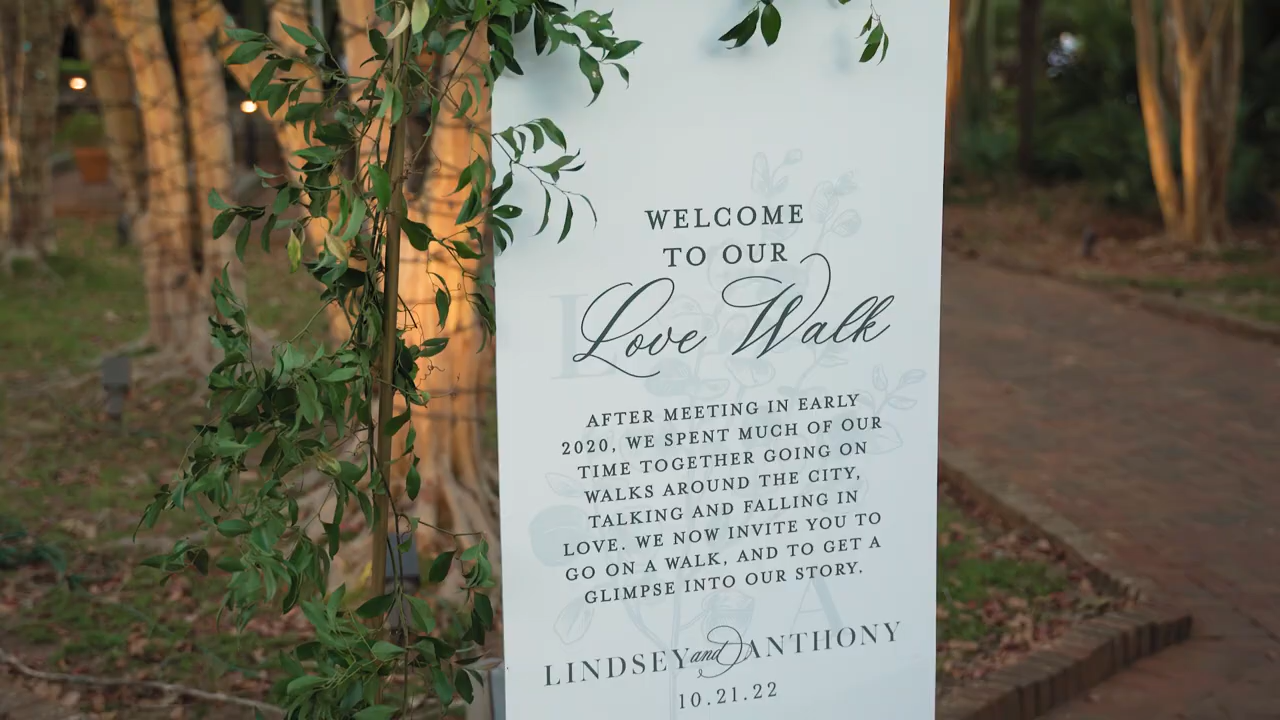 WELCOME
TO OUR
Love Walk
AFTER MEETING IN EARLY
2020, WE SPENT MUCH OF OUR
TIME TOGETHER GOING ON
WALKS AROUND THE CITY,
TALKING AND FALLING IN
LOVE. WE NOW INVITE YOU TO
GO ON A WALK, AND TO GET A
GLIMPSE INTO OUR STORY.
LINDSEY and ANTHONY
10.21.22
L
A